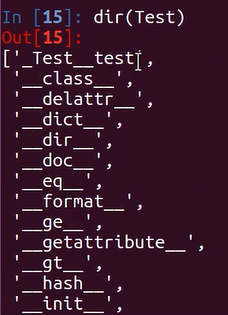 In [15]: dir(Test)
Out[15]:
['_Test__test',
'__class__',
'__delattr__',
'__dict__',
'__dir__',
'__doc__',
'__eq__',
'__format__',
'__ge__',
'__getattribute__',
'__gt__',
'__hash__',
'__init__',